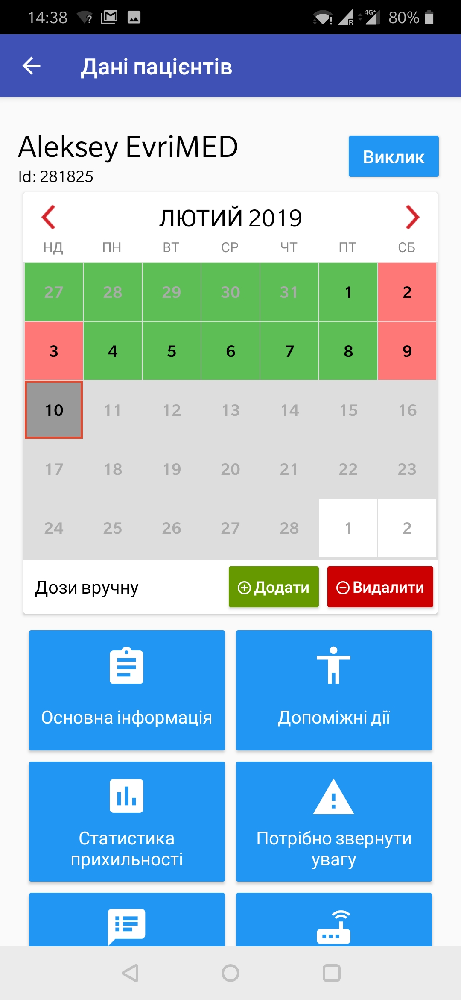 14:38 4G+ R 80%
Дані пацієнтів
Aleksey EvriMED
Виклик
Id: 281825
ЛЮТИЙ 2019
НД ПН ВТ СР ЧТ ПТ СБ
27 28 29 30 31 1 2
3 4 5 6 7 8 9
10 11 12 13 14 15 16
17 18 19 20 21 22 23
24 25 26 27 28 1 2
Дози вручну Додати Видалити
Основна інформація
Допоміжні дії
Статистика
прихильності
Потрібно звернути
увагу